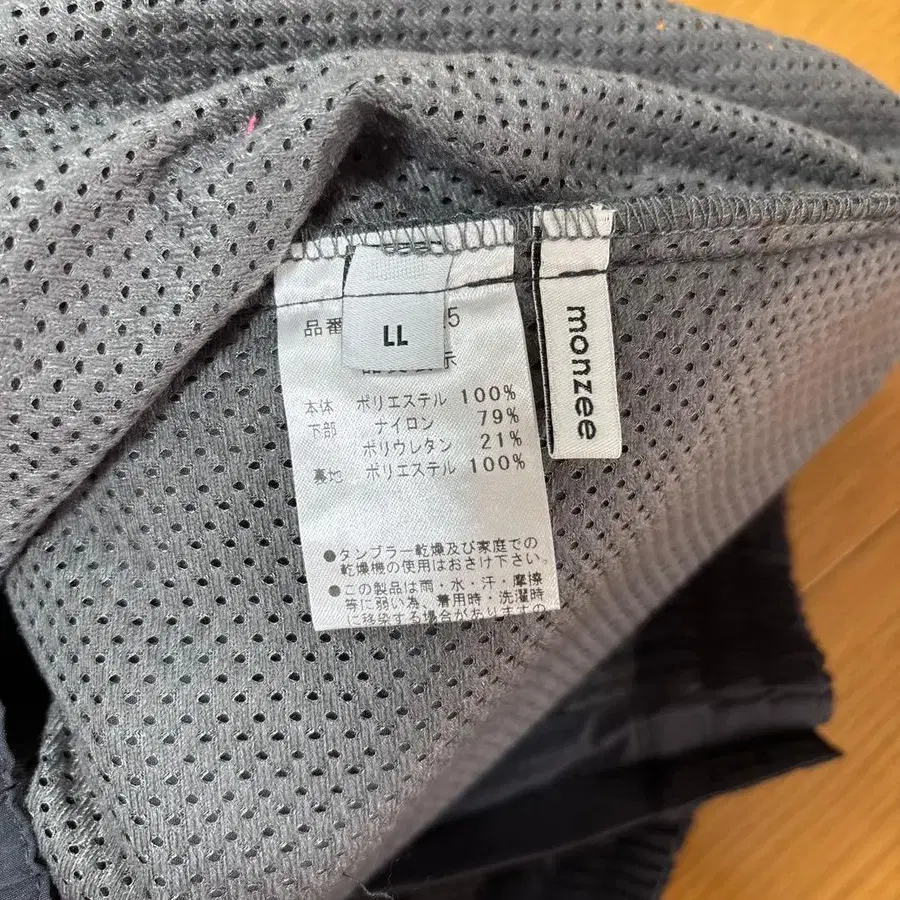 品番 5
LL
示
本体 ポリエステル 100%
下部 ナイロン 79%
ポリウレタン 21%
裏地 ポリエステル 100%
●タンブラー乾燥及び家庭での
乾燥機の使用はおさけ下さい。
●この製品は雨・水・汗・摩擦
等に弱い為、着用時・洗濯時
に移染する場合がありますの
monzee